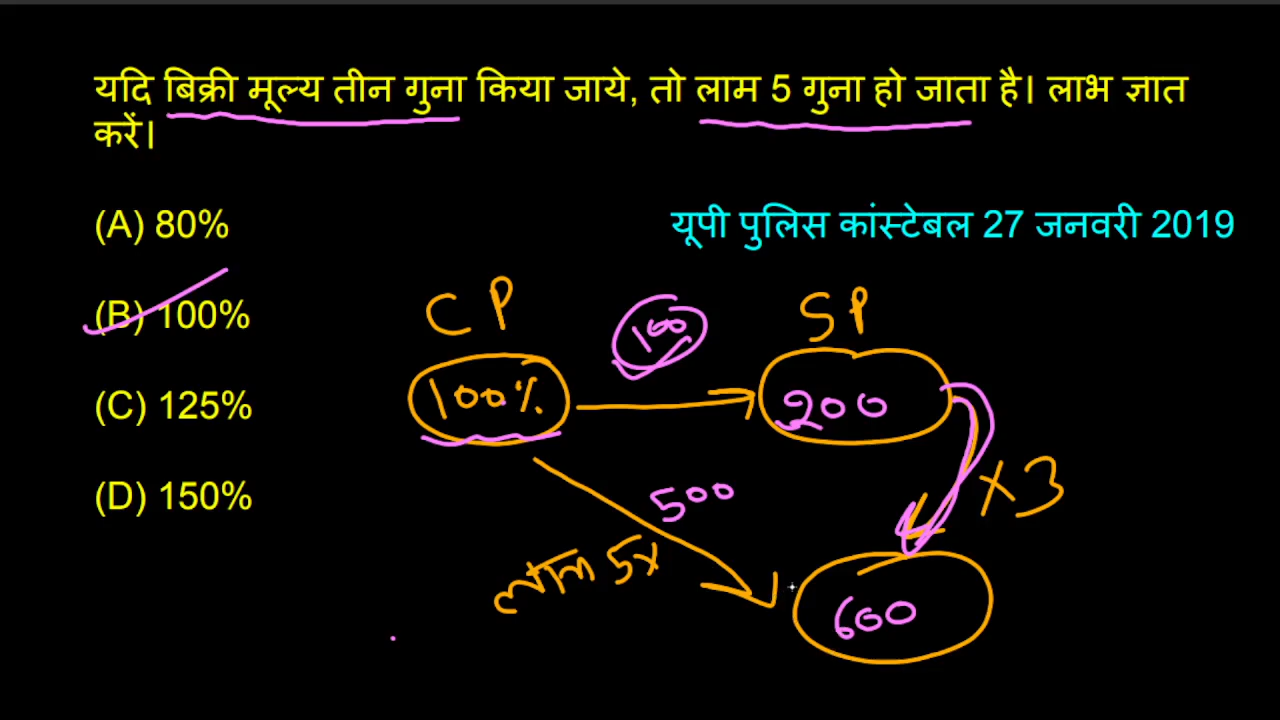 यदि बिक्री मूल्य तीन गुना किया जाये, तो लाम 5 गुना हो जाता है। लाभ ज्ञात
करें।
(A) 80%
यूपी पुलिस कांस्टेबल 27 जनवरी 2019
(B) 100%
CP
100
SP
(C) 125%
100%
200
(D) 150%
500
×3
लाभ 5x
600